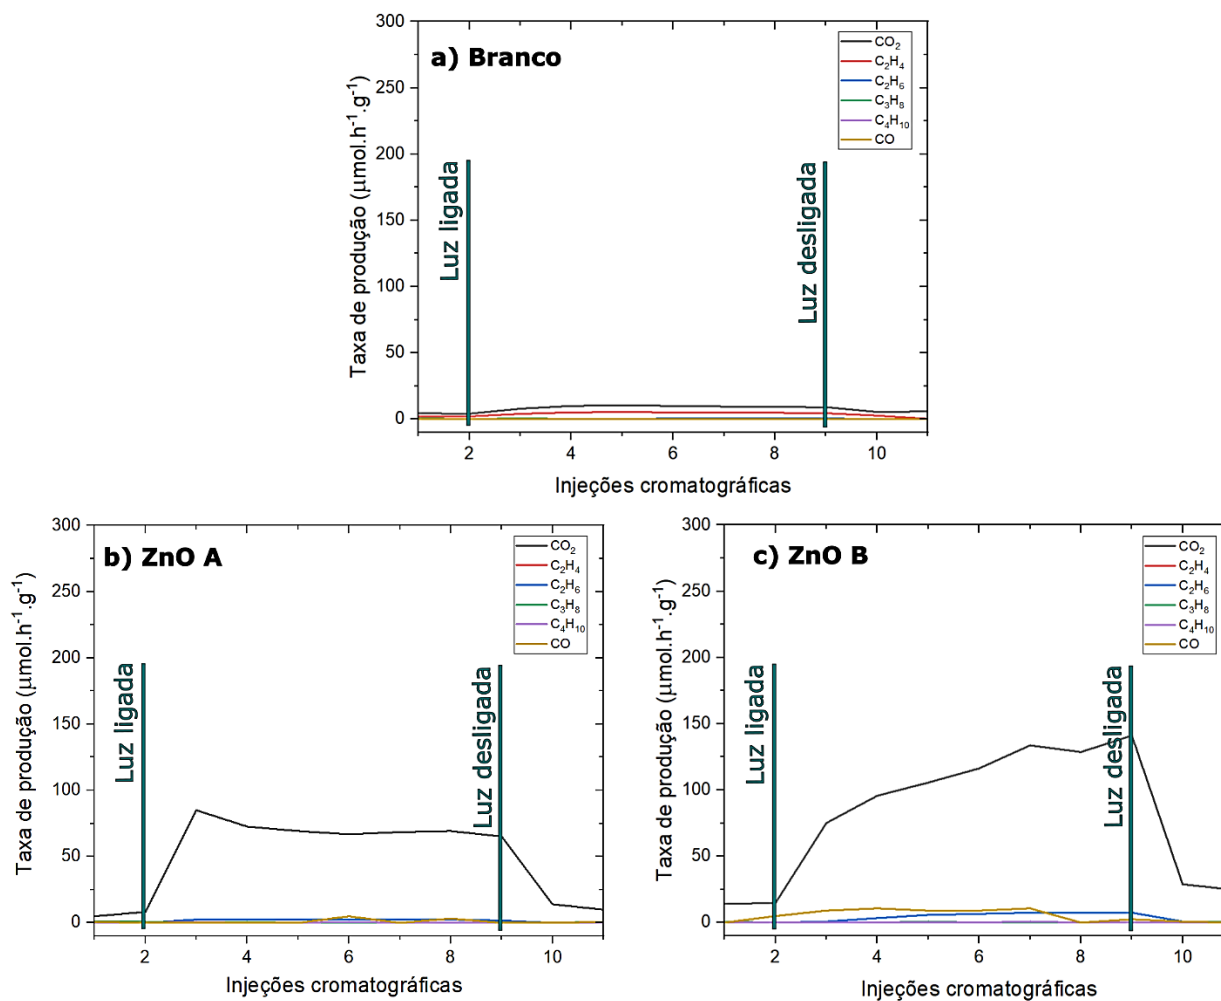 a) Branco
CO2
C2H4
C2H6
C3H8
C4H10
CO
Luz ligada
Luz desligada
Taxa de produção (μmol.h-1.g-1)
300
250
200
150
100
50
0
2
4
6
8
10
Injeções cromatográficas
b) ZnO A
CO2
C2H4
C2H6
C3H8
C4H10
CO
Luz ligada
Luz desligada
Taxa de produção (μmol.h-1.g-1)
300
250
200
150
100
50
0
2
4
6
8
10
Injeções cromatográficas
c) ZnO B
CO2
C2H4
C2H6
C3H8
C4H10
CO
Luz ligada
Luz desligada
Taxa de produção (μmol.h-1.g-1)
300
250
200
150
100
50
0
2
4
6
8
10
Injeções cromatográficas